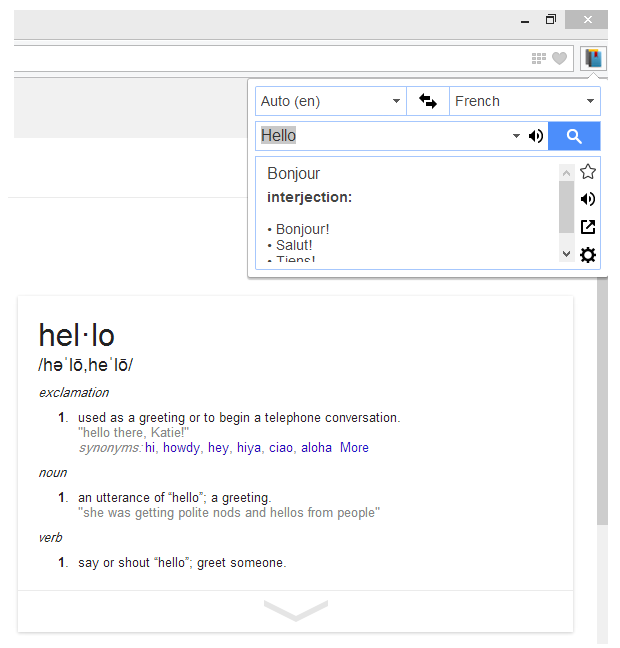 Auto (en)
French
Hello
Bonjour
interjection:
• Bonjour!
• Salut!
• Tiens!
hel·lo
/həˈlō,heˈlō/
exclamation
1. used as a greeting or to begin a telephone conversation.
"hello there, Katie!"
synonyms: hi, howdy, hey, hiya, ciao, aloha More
noun
1. an utterance of “hello”; a greeting.
"she was getting polite nods and hellos from people"
verb
1. say or shout “hello”; greet someone.